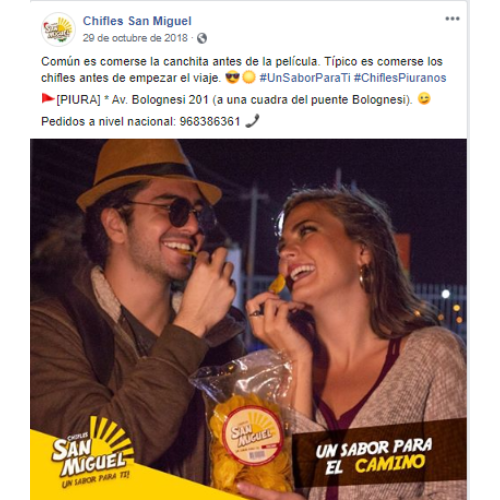 Chifles San Miguel
29 de octubre de 2018 ·
Común es comerse la canchita antes de la película. Típico es comerse los
chifles antes de empezar el viaje. 😎🌕 #UnSaborParaTi #ChiflesPiuranos
🚩[PIURA] * Av. Bolognesi 201 (a una cuadra del puente Bolognesi). 😉
Pedidos a nivel nacional: 968386361 📞
CHIFLES
SAN
MIGUEL
UN SABOR PARA TI!
SAN
MIGUEL
UN SABOR PARA
EL CAMINO